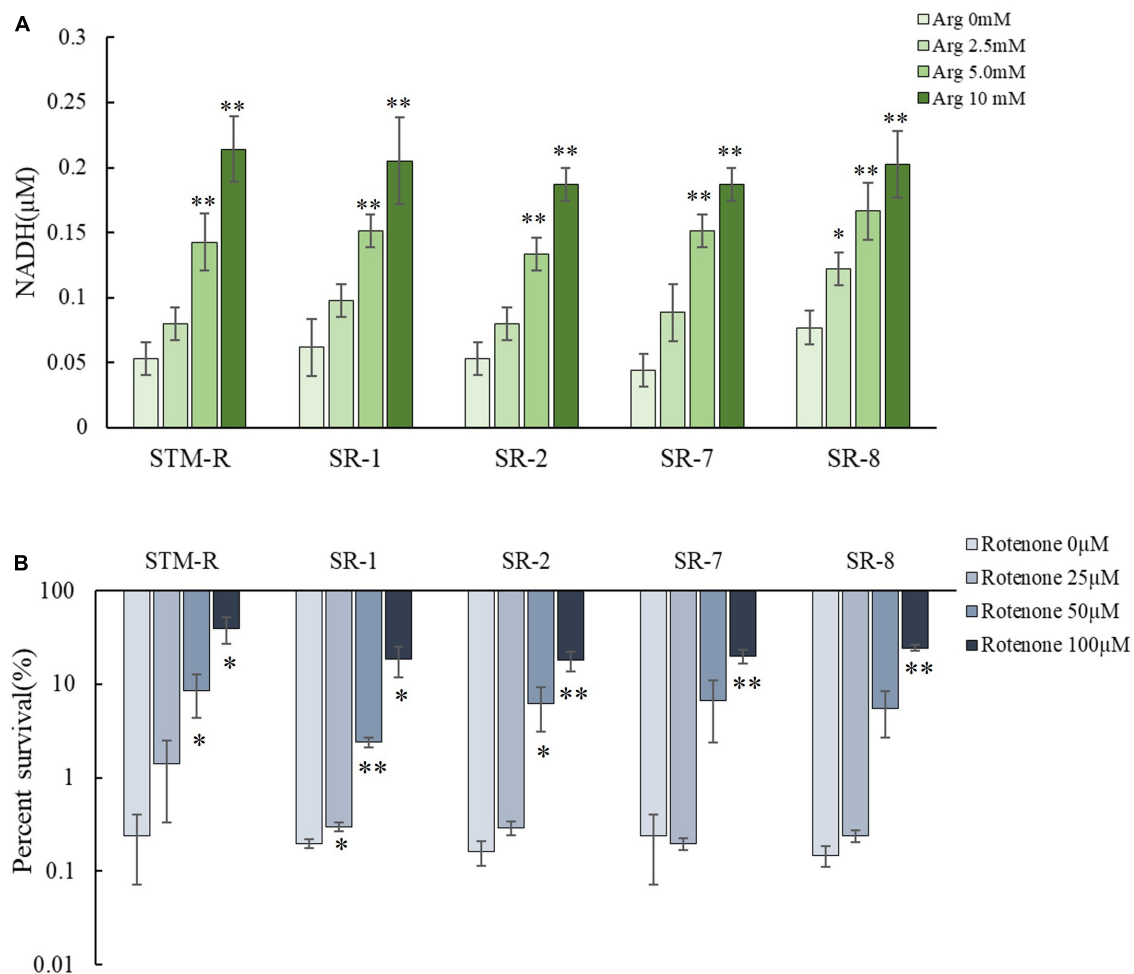 A
Arg 0mM
Arg 2.5mM
Arg 5.0mM
Arg 10 mM
NADH(μM)
0.3
0.25
0.2
0.15
0.1
0.05
0
** ** ** ** ** ** ** ** * ** **
STM-R SR-1 SR-2 SR-7 SR-8
B
STM-R SR-1 SR-2 SR-7 SR-8
Rotenone 0μM
Rotenone 25μM
Rotenone 50μM
Rotenone 100μM
Percent survival(%)
100
10
1
0.1
0.01
* * * ** * * ** ** **